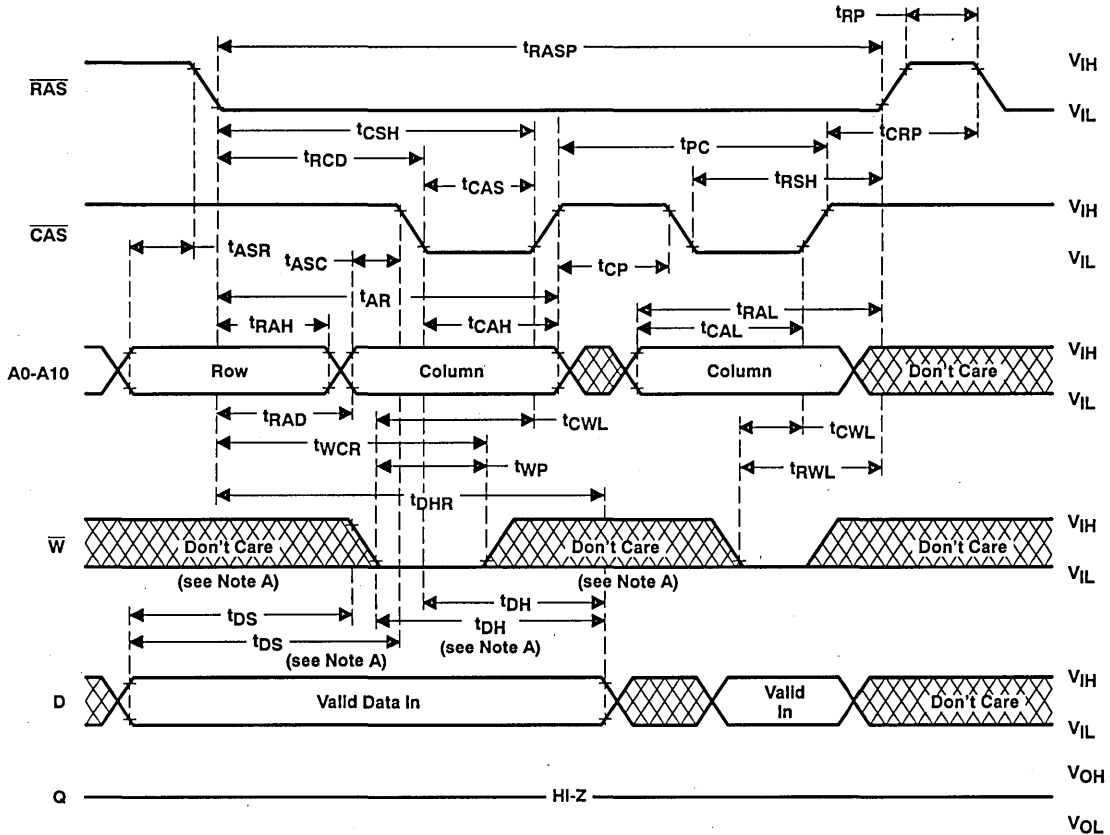 tRP
tRASP
RAS
VIH
VIL
tCSH
tPC
tCRP
tRCD
tCAS
tRSH
CAS
VIH
VIL
tASR
tASC
tCP
tAR
tRAL
tRAH
tCAH
tCAL
A0-A10
Row
Column
Column
Don't Care
VIH
VIL
tRAD
tCWL
tCWL
tWCR
tWP
tRWL
tDHR
W
Don't Care
(see Note A)
Don't Care
(see Note A)
Don't Care
VIH
VIL
tDS
tDH
tDS
(see Note A)
tDH
(see Note A)
D
Valid Data In
Valid
In
Don't Care
VIH
VIL
Q
HI-Z
VOH
VOL